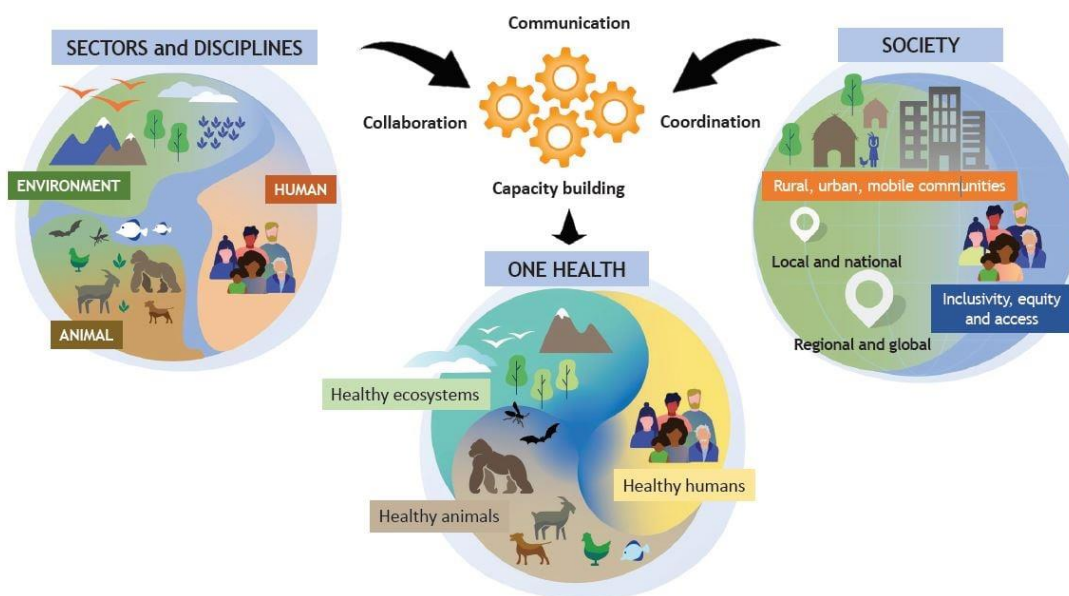 Communication
SECTORS and DISCIPLINES
SOCIETY
Collaboration
Coordination
ENVIRONMENT
HUMAN
Capacity building
Rural, urban, mobile communities
Local and national
ANIMAL
ONE HEALTH
Inclusivity, equity
and access
Regional and global
Healthy ecosystems
Healthy humans
Healthy animals